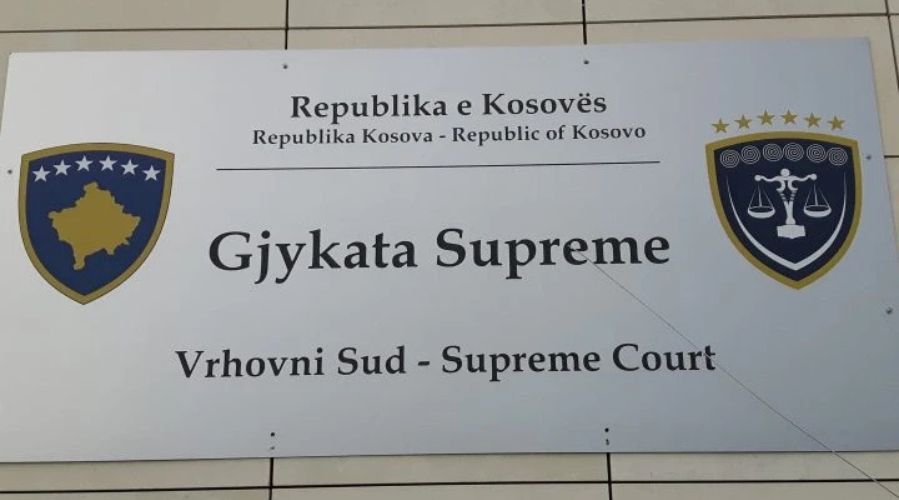 Republika e Kosovës
Republika Kosova - Republic of Kosovo
Gjykata Supreme
Vrhovni Sud - Supreme Court